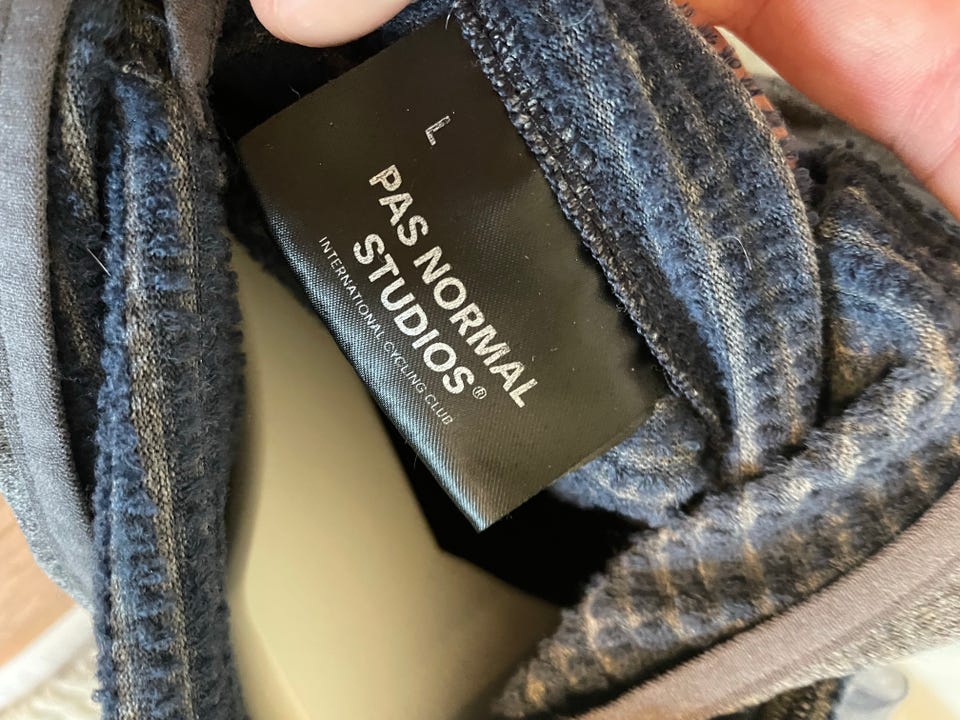 L
PAS NORMAL
STUDIOS®
INTERNATIONAL CYCLING CLUB